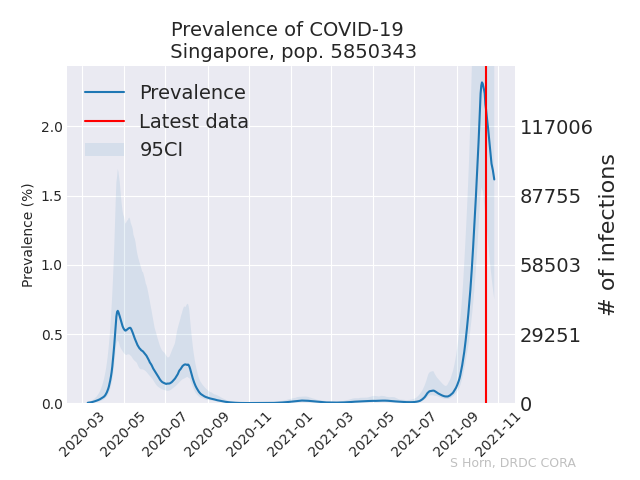 Prevalence of COVID-19
Singapore, pop. 5850343
Prevalence
Latest data
95CI
Prevalence (%)
2.0
1.5
1.0
0.5
0.0
117006
87755
58503
29251
0
# of infections
2020-03
2020-05
2020-07
2020-09
2020-11
2021-01
2021-03
2021-05
2021-07
2021-09
2021-11
S Horn, DRDC CORA